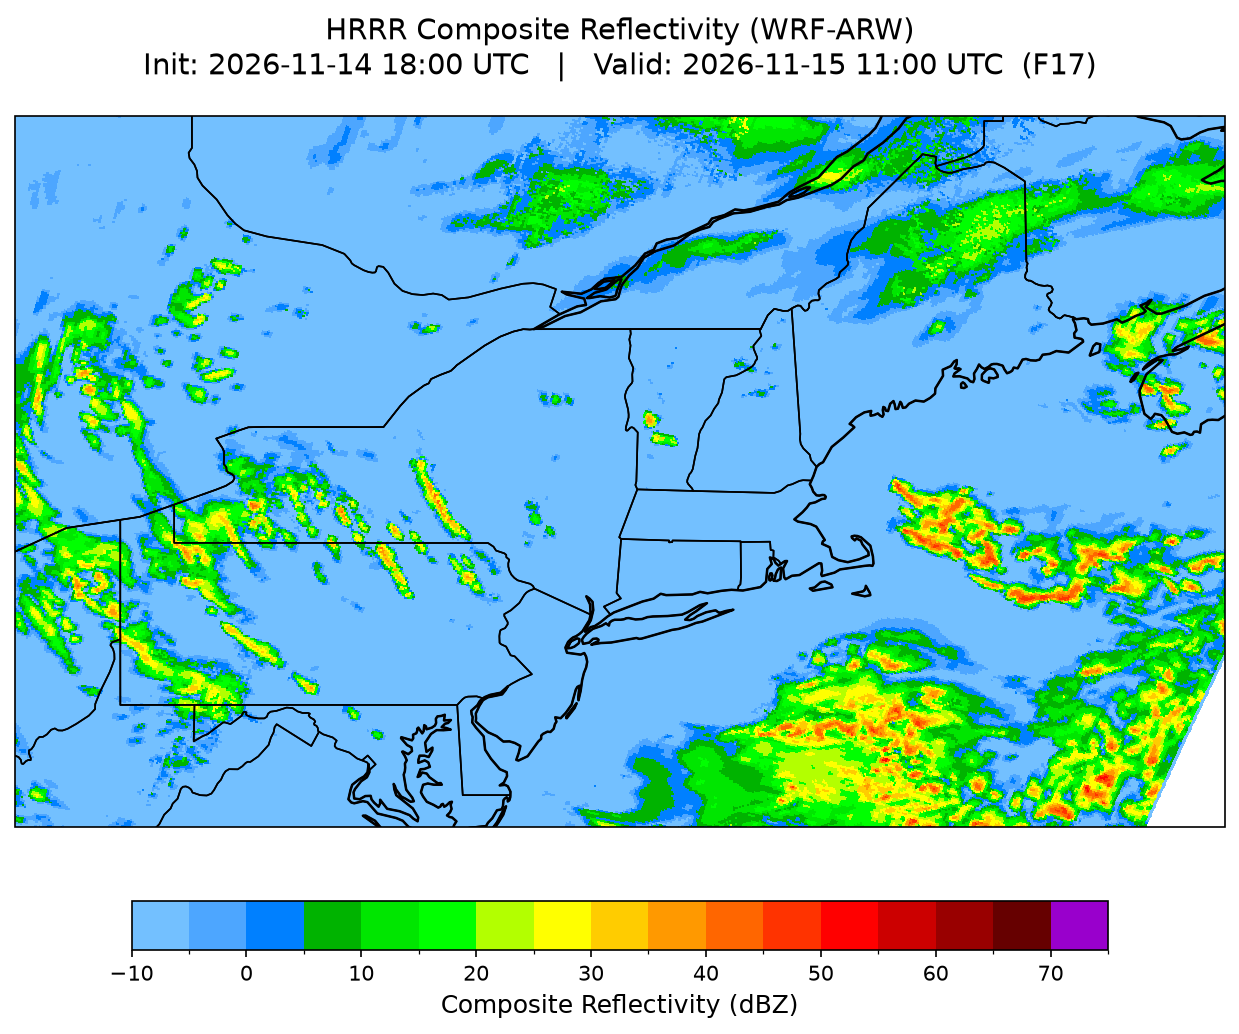 HRRR Composite Reflectivity (WRF-ARW)
Init: 2026-11-14 18:00 UTC | Valid: 2026-11-15 11:00 UTC (F17)
−10 0 10 20 30 40 50 60 70
Composite Reflectivity (dBZ)